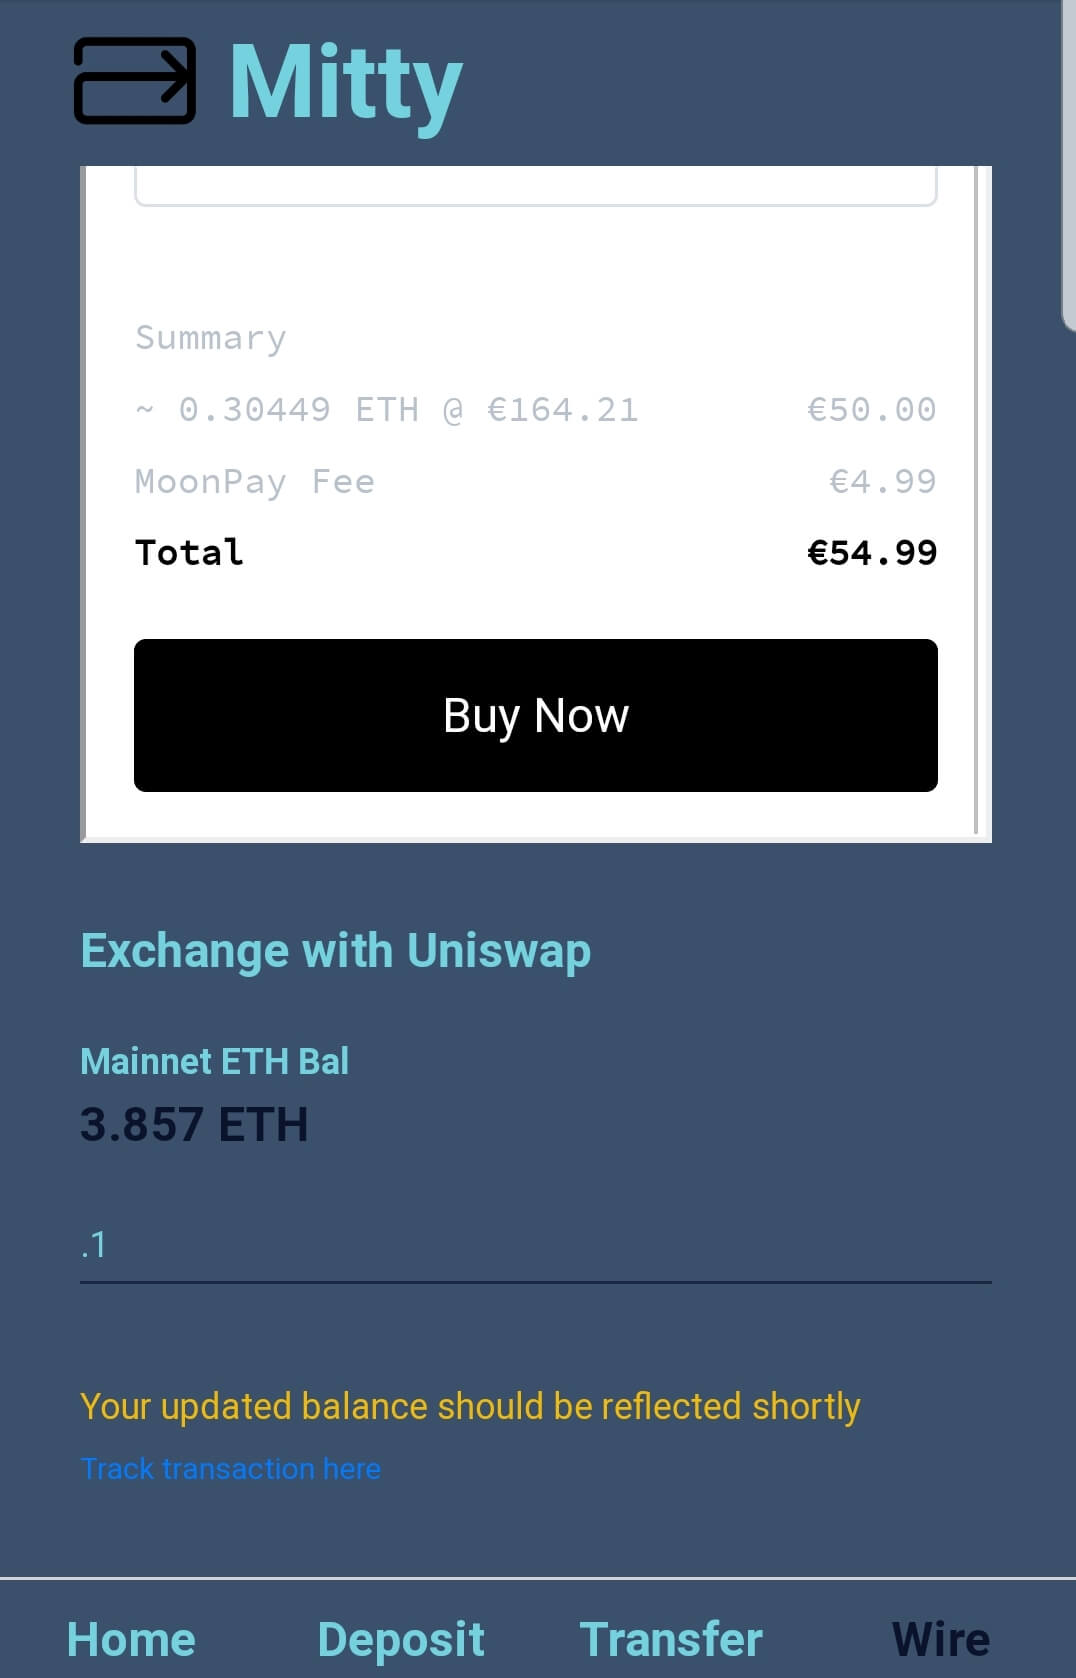 Mitty
Summary
~ 0.30449 ETH @ €164.21 €50.00
MoonPay Fee €4.99
Total €54.99
Buy Now
Exchange with Uniswap
Mainnet ETH Bal
3.857 ETH
.1
Your updated balance should be reflected shortly
Track transaction here
Home Deposit Transfer Wire